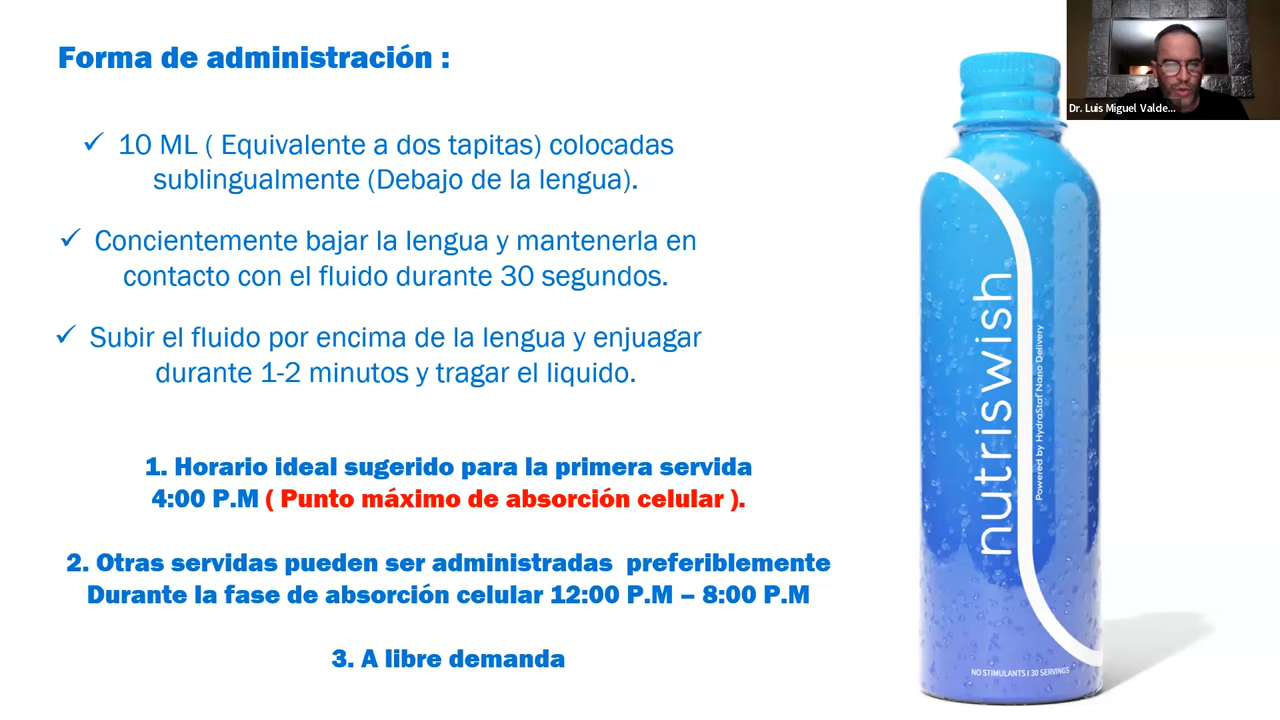 Forma de administración :
Dr. Luis Miguel Valde...
✓ 10 ML ( Equivalente a dos tapitas) colocadas
sublingualmente (Debajo de la lengua).
✓ Concientemente bajar la lengua y mantenerla en
contacto con el fluido durante 30 segundos.
✓ Subir el fluido por encima de la lengua y enjuagar
durante 1-2 minutos y tragar el liquido.
1. Horario ideal sugerido para la primera servida
4:00 P.M ( Punto máximo de absorción celular ).
2. Otras servidas pueden ser administradas  preferiblemente
Durante la fase de absorción celular 12:00 P.M – 8:00 P.M
3. A libre demanda
nutriswish
Powered by HydraStat Nano Delivery
NO STIMULANTS I 30 SERVINGS